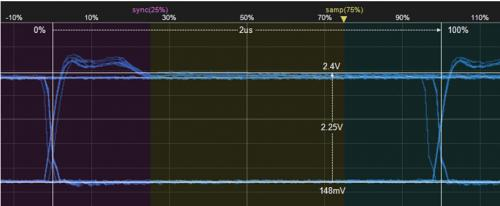 sync(25%) samp(75%)
-10% 10% 30% 50% 70% 90% 110%
0% 2us 100%
2.4V
2.25V
148mV